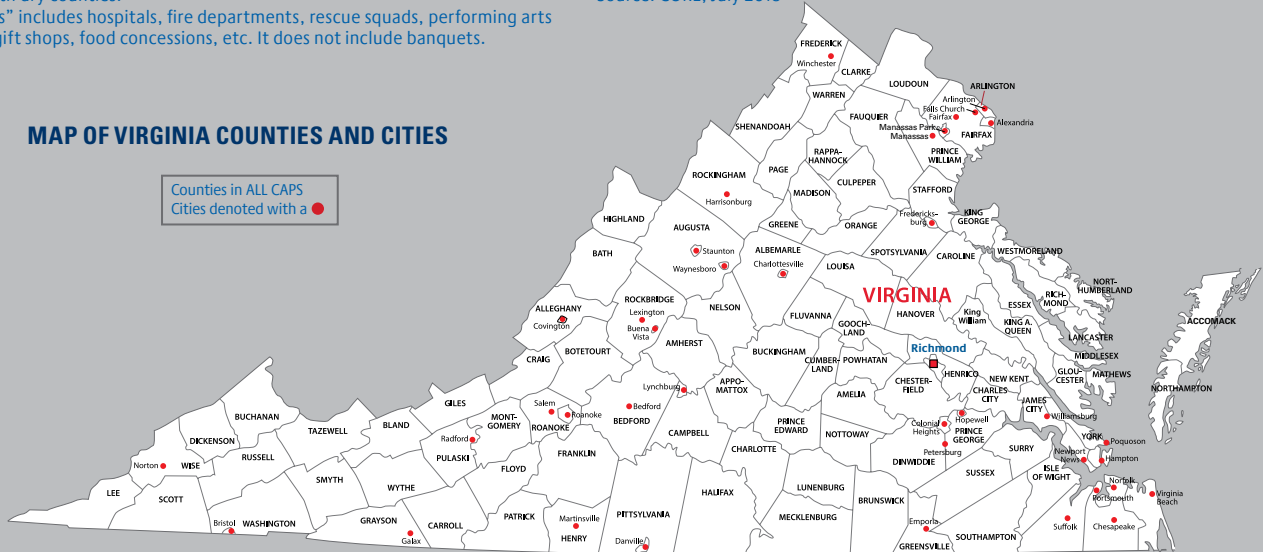 s" includes hospitals, fire departments, rescue squads, performing arts
gift shops, food concessions, etc. It does not include banquets.
MAP OF VIRGINIA COUNTIES AND CITIES
Counties in ALL CAPS
Cities denoted with a
FREDERICK
Winchester
CLARKE
LOUDOUN
ARLINGTON
WARREN
Arlington
Falls Church
Fairfax
Alexandria
FAUQUIER
SHENANDOAH
Manassas Park
Manassas
FAIRFAX
RAPPA-
HANNOCK
PRINCE
WILLIAM
PAGE
ROCKINGHAM
CULPEPER
MADISON
STAFFORD
Harrisonburg
HIGHLAND
Fredericks-
burg
KING
GEORGE
AUGUSTA
GREENE
ORANGE
BATH
Staunton
ALBEMARLE
SPOTSYLVANIA
CAROLINE
WESTMORELAND
Waynesboro
Charlottesville
LOUISA
NORT-
HUMBERLAND
RICH-
MOND
VIRGINIA
ESSEX
ALLEGHANY
ROCKBRIDGE
NELSON
Lexington
FLUVANNA
HANOVER
King
William
KING A.
QUEEN
ACCOMACK
Covington
Buena
Vista
GOOCH-
LAND
LANCASTER
CRAIG
BOTETOURT
AMHERST
BUCKINGHAM
CUMBER-
LAND
POWHATAN
Richmond
MIDDLESEX
HENRICO
GLOU-
CESTER
MATHEWS
Lynchburg
APPO-
MATTOX
CHESTER-
FIELD
NEW KENT
CHARLES
CITY
NORTHAMPTON
AMELIA
JAMES
CITY
GILES
Salem
Bedford
Williamsburg
BUCHANAN
BLAND
MONT-
GOMERY
Roanoke
ROANOKE
BEDFORD
PRINCE
EDWARD
Colonial
Heights
Hopewell
PRINCE
GEORGE
TAZEWELL
CAMPBELL
NOTTOWAY
YORK
Poquoson
DICKENSON
Radford
CHARLOTTE
Petersburg
SURRY
Newport
News
Hampton
RUSSELL
PULASKI
FRANKLIN
DINWIDDIE
Norton
WISE
FLOYD
ISLE
OF WIGHT
SMYTH
WYTHE
SUSSEX
Norfolk
LEE
SCOTT
HALIFAX
LUNENBURG
Portsmouth
Virginia
Beach
BRUNSWICK
PATRICK
PITTSYLVANIA
MECKLENBURG
Bristol
WASHINGTON
GRAYSON
CARROLL
Martinsville
HENRY
Emporia
Suffolk
Chesapeake
Galax
SOUTHAMPTON
Danville
GREENSVILLE